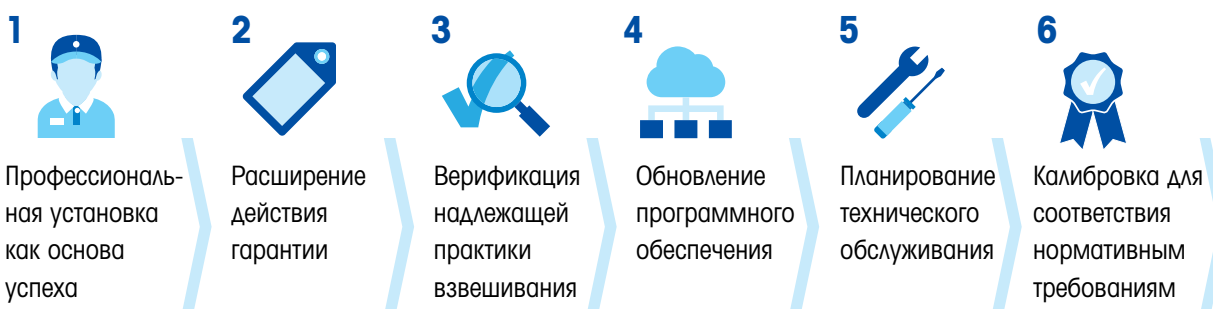 1
Профессиональ-
ная установка
как основа
успеха
2
Расширение
действия
гарантии
3
Верификация
надлежащей
практики
взвешивания
4
Обновление
программного
обеспечения
5
Планирование
технического
обслуживания
6
Калибровка для
соответствия
нормативным
требованиям